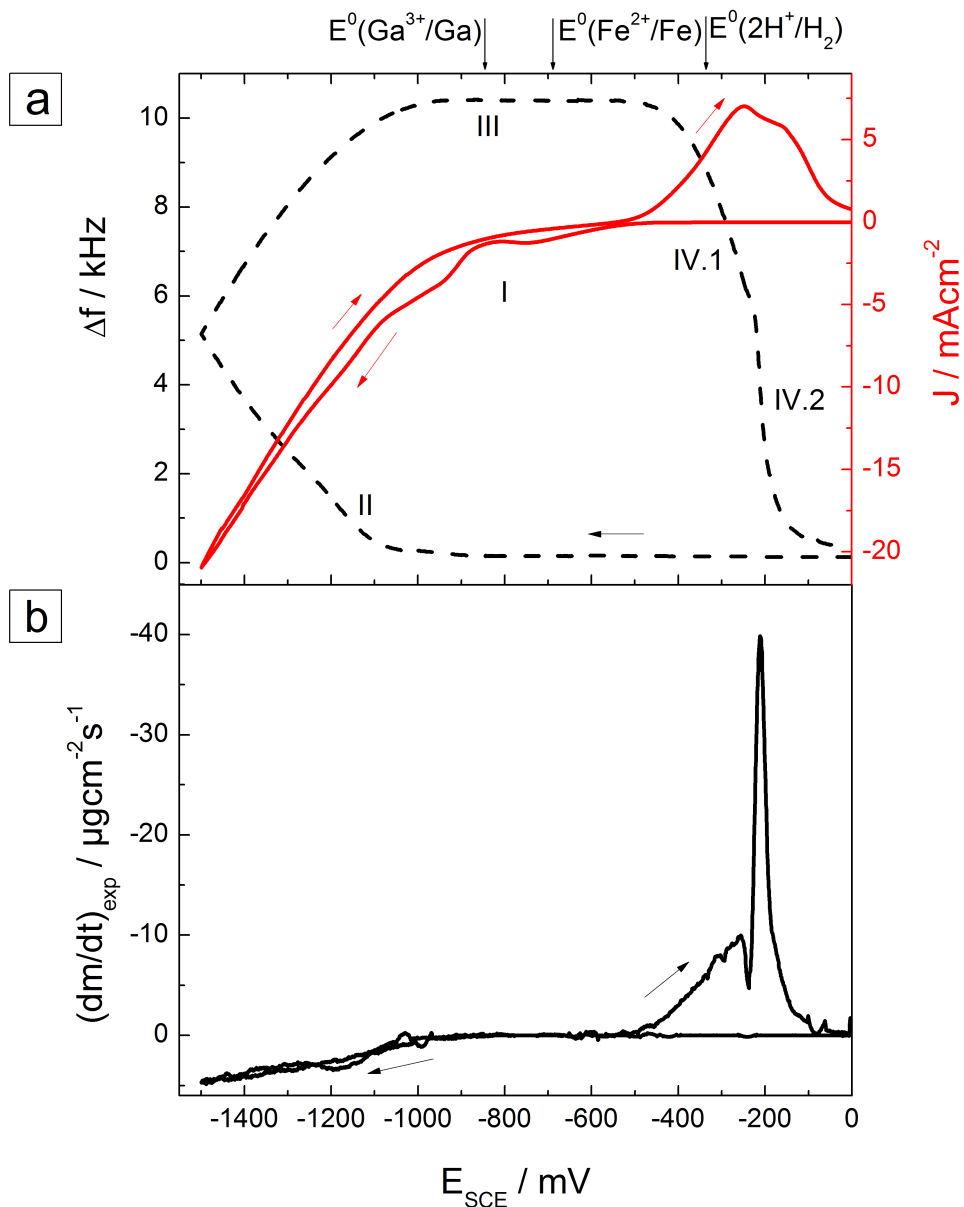 E⁰(Ga³⁺/Ga) E⁰(Fe²⁺/Fe) E⁰(2H⁺/H₂)
a
10
8
6
4
2
0
Δf / kHz
III
I
II
IV.1
IV.2
5
0
-5
-10
-15
-20
J / mAcm⁻²
b
-40
-30
-20
-10
0
(dm/dt)exp / µgcm⁻²s⁻¹
-1400 -1200 -1000 -800 -600 -400 -200 0
E_SCE / mV